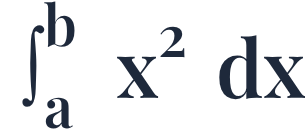 ∫ₐᵇ x² dx